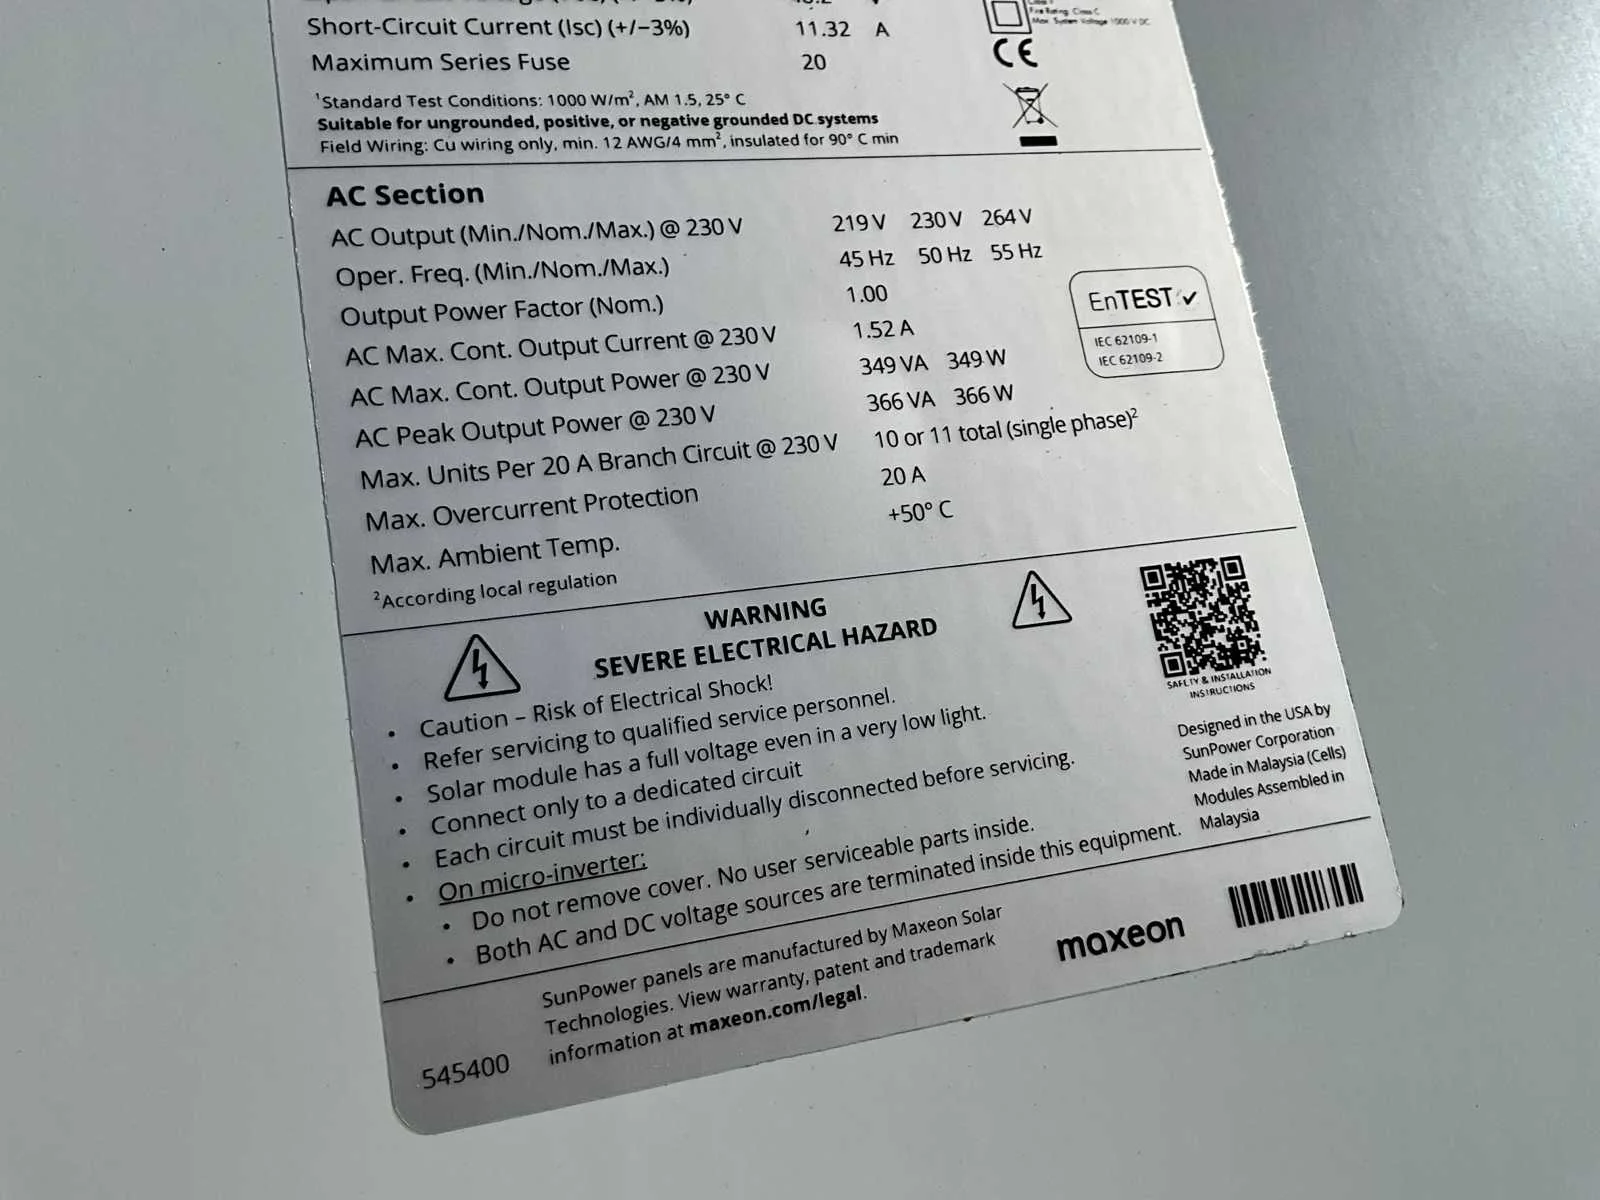 Short-Circuit Current (Isc) (+/−3%) 11.32 A
Maximum Series Fuse 20
Fire Rating: Class C
Max. System Voltage 1000 V DC
CE
¹Standard Test Conditions: 1000 W/m², AM 1.5, 25° C
Suitable for ungrounded, positive, or negative grounded DC systems
Field Wiring: Cu wiring only, min. 12 AWG/4 mm², insulated for 90° C min
AC Section
AC Output (Min./Nom./Max.) @ 230 V 219 V 230 V 264 V
Oper. Freq. (Min./Nom./Max.) 45 Hz 50 Hz 55 Hz
Output Power Factor (Nom.) 1.00
AC Max. Cont. Output Current @ 230 V 1.52 A
AC Max. Cont. Output Power @ 230 V 349 VA 349 W
AC Peak Output Power @ 230 V 366 VA 366 W
Max. Units Per 20 A Branch Circuit @ 230 V 10 or 11 total (single phase)²
Max. Overcurrent Protection 20 A
Max. Ambient Temp. +50° C
²According local regulation
EnTEST
IEC 62109-1
IEC 62109-2
WARNING
SEVERE ELECTRICAL HAZARD
• Caution – Risk of Electrical Shock!
• Refer servicing to qualified service personnel.
• Solar module has a full voltage even in a very low light.
• Connect only to a dedicated circuit
• Each circuit must be individually disconnected before servicing.
• On micro-inverter:
• Do not remove cover. No user serviceable parts inside.
• Both AC and DC voltage sources are terminated inside this equipment.
SAFETY & INSTALLATION
INSTRUCTIONS
Designed in the USA by
SunPower Corporation
Made in Malaysia (Cells)
Modules Assembled in
Malaysia
545400
SunPower panels are manufactured by Maxeon Solar
Technologies. View warranty, patent and trademark
information at maxeon.com/legal.
maxeon